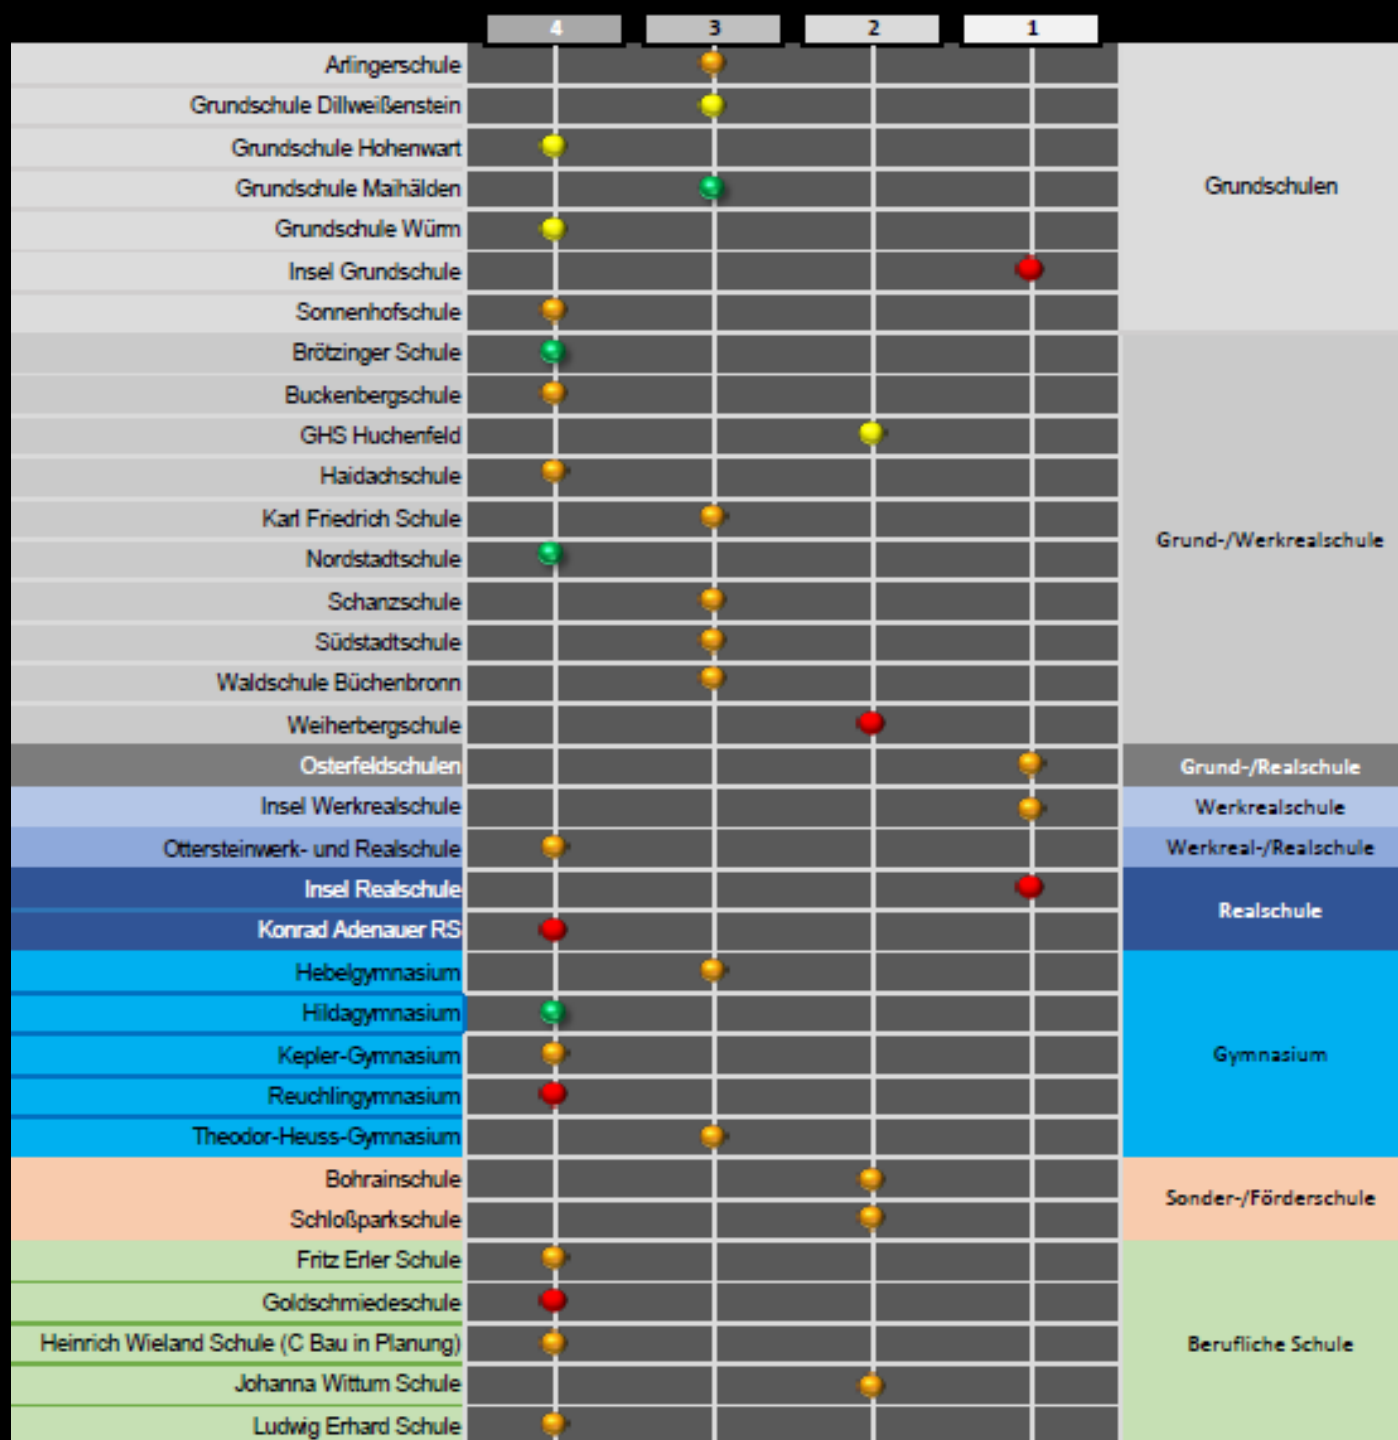 4 3 2 1
Arlingerschule
Grundschule Dillweißenstein
Grundschule Hohenwart
Grundschule Maihälden
Grundschulen
Grundschule Würm
Insel Grundschule
Sonnenhofschule
Brötzinger Schule
Buckenbergschule
GHS Huchenfeld
Haidachschule
Karl Friedrich Schule
Grund-/Werkrealschule
Nordstadtschule
Schanzschule
Südstadtschule
Waldschule Büchenbronn
Weiherbergschule
Osterfeldschulen Grund-/Realschule
Insel Werkrealschule Werkrealschule
Ottersteinwerk- und Realschule Werkreal-/Realschule
Insel Realschule
Realschule
Konrad Adenauer RS
Hebelgymnasium
Hildagymnasium
Kepler-Gymnasium Gymnasium
Reuchlingymnasium
Theodor-Heuss-Gymnasium
Bohrainschule
Sonder-/Förderschule
Schloßparkschule
Fritz Erler Schule
Goldschmiedeschule
Heinrich Wieland Schule (C Bau in Planung) Berufliche Schule
Johanna Wittum Schule
Ludwig Erhard Schule